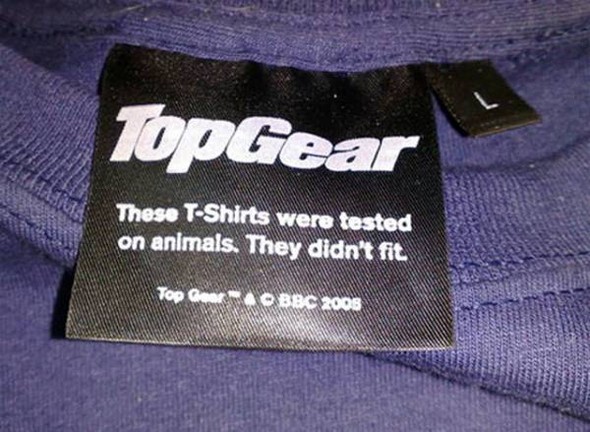 TopGear
L
These T-Shirts were tested
on animals. They didn't fit.
Top Gear ™ & © BBC 2005